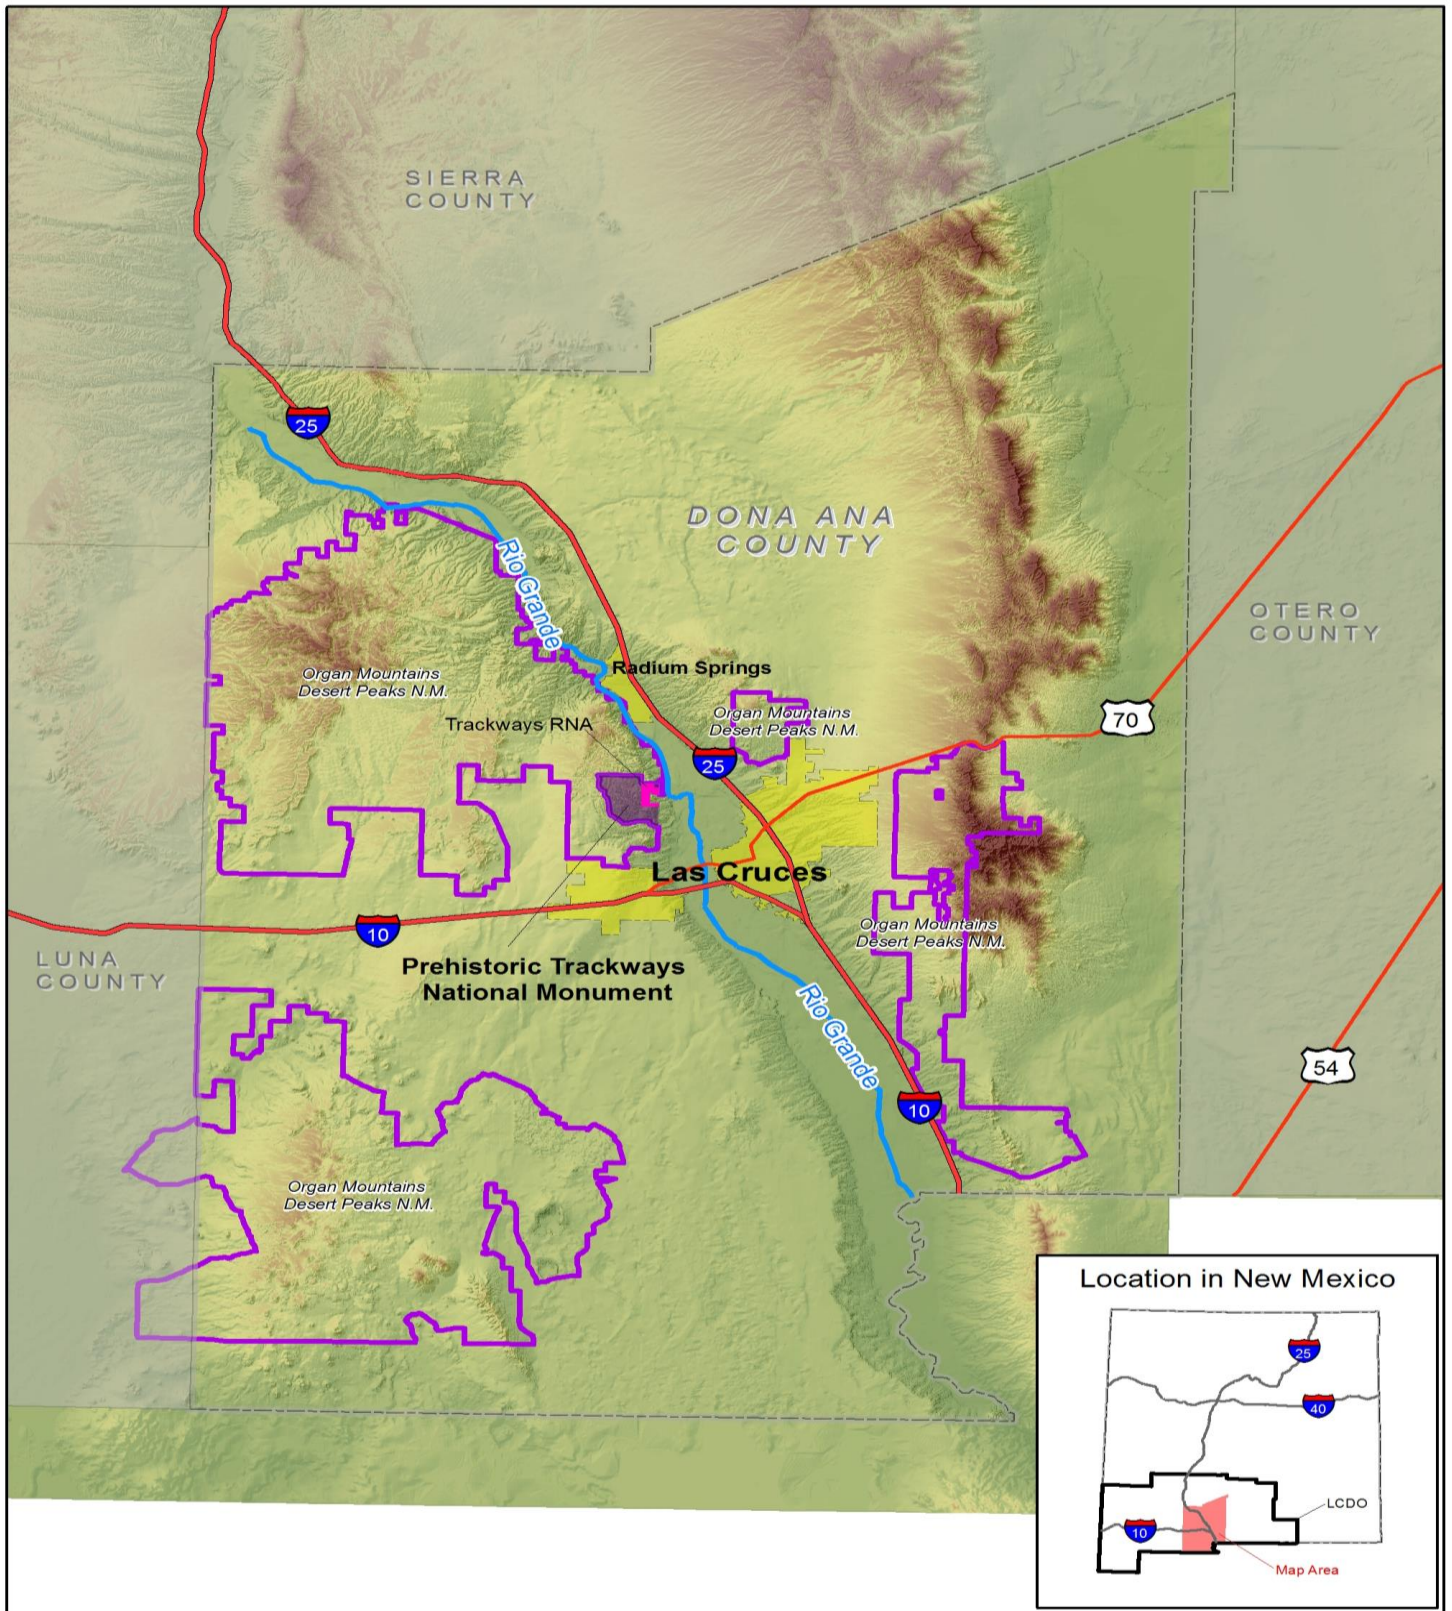 SIERRA
COUNTY
25
DONA ANA
COUNTY
Rio Grande
OTERO
COUNTY
Radium Springs
Organ Mountains
Desert Peaks N.M.
Trackways RNA
Organ Mountains
Desert Peaks N.M.
70
25
Las Cruces
10
Organ Mountains
Desert Peaks N.M.
LUNA
COUNTY
Prehistoric Trackways
National Monument
Rio Grande
54
10
Organ Mountains
Desert Peaks N.M.
Location in New Mexico
25
40
LCDO
10
Map Area